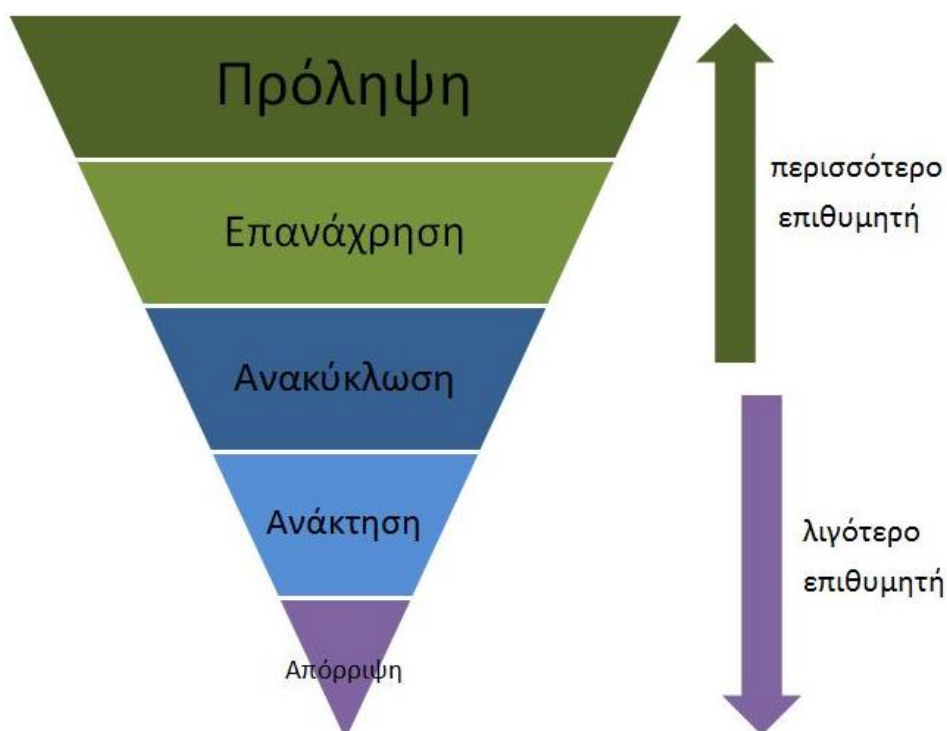 Πρόληψη
Επανάχρηση
Ανακύκλωση
Ανάκτηση
Απόρριψη
περισσότερο
επιθυμητή
λιγότερο
επιθυμητή